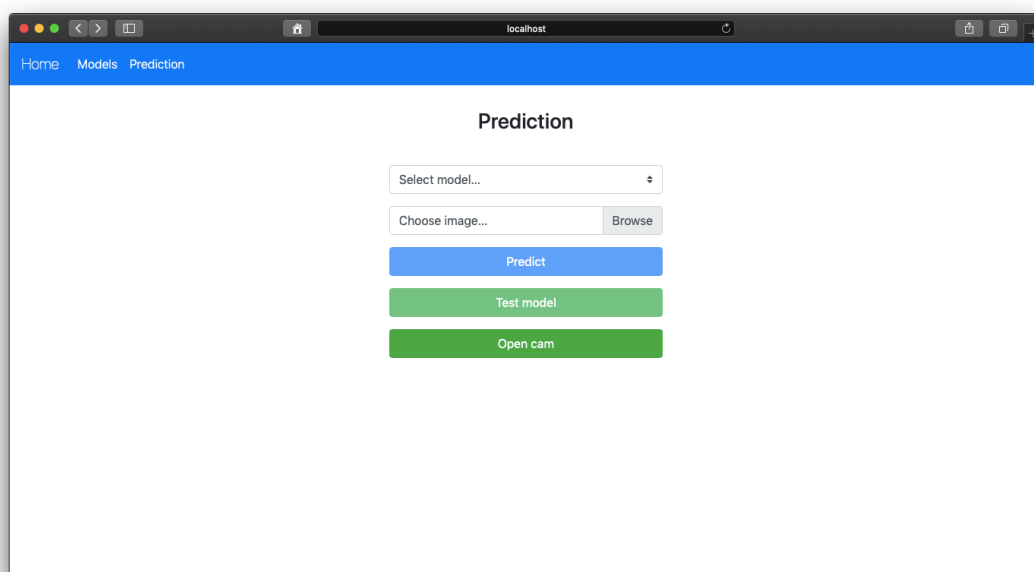 localhost
Home Models Prediction
Prediction
Select model...
Choose image... Browse
Predict
Test model
Open cam